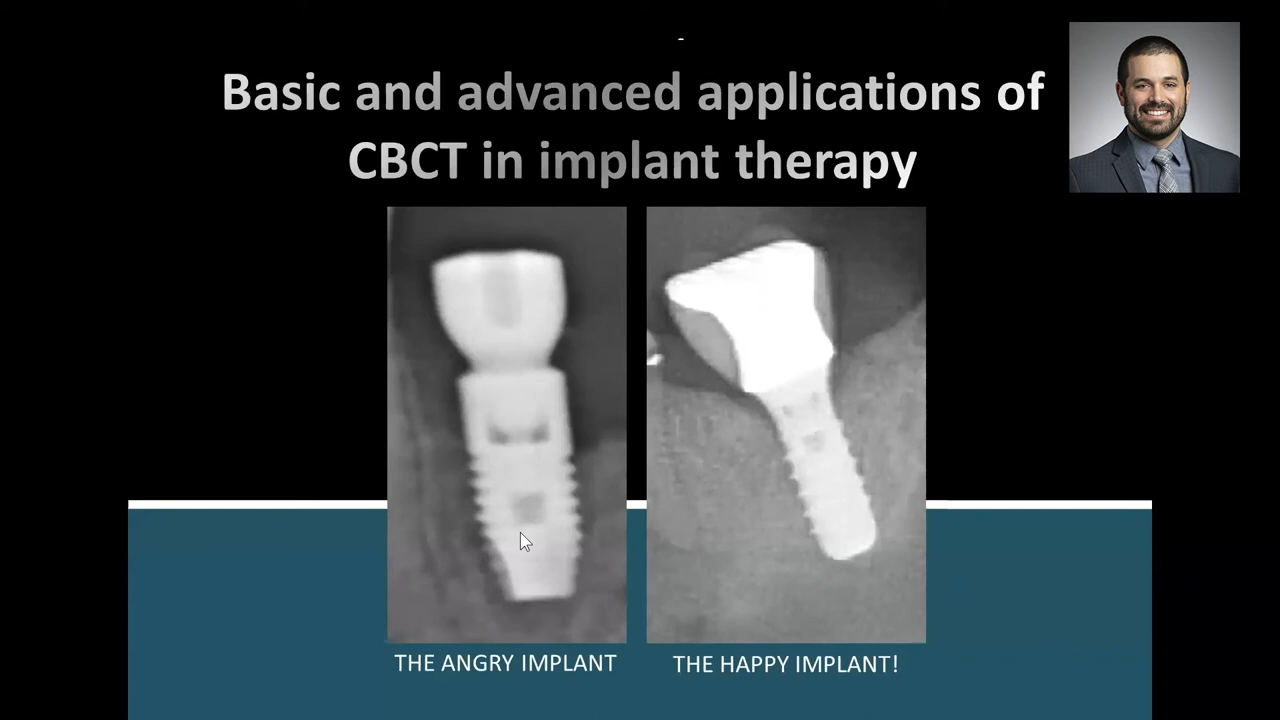 Basic and advanced applications of
CBCT in implant therapy
THE ANGRY IMPLANT
THE HAPPY IMPLANT!